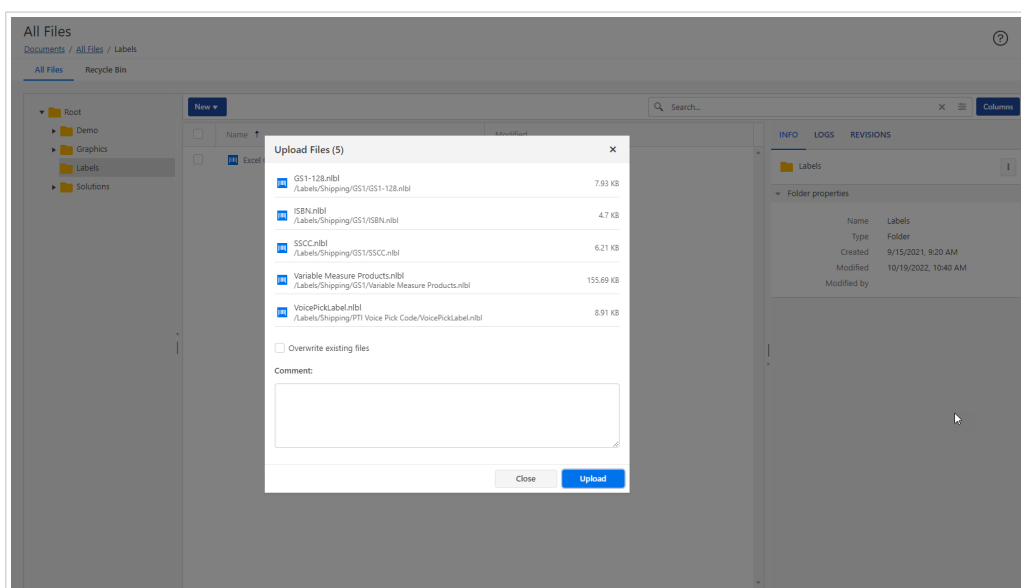 All Files
Documents / All Files / Labels
All Files Recycle Bin
Root
Demo
Graphics
Labels
Solutions
New
Search...
Columns
Name
Modified
Excel
Upload Files (5)
GS1-128.nlbl
/Labels/Shipping/GS1/GS1-128.nlbl
7.93 KB
ISBN.nlbl
/Labels/Shipping/GS1/ISBN.nlbl
4.7 KB
SSCC.nlbl
/Labels/Shipping/GS1/SSCC.nlbl
6.21 KB
Variable Measure Products.nlbl
/Labels/Shipping/GS1/Variable Measure Products.nlbl
155.69 KB
VoicePickLabel.nlbl
/Labels/Shipping/PTI Voice Pick Code/VoicePickLabel.nlbl
8.91 KB
Overwrite existing files
Comment:
Close Upload
INFO LOGS REVISIONS
Labels
Folder properties
Name Labels
Type Folder
Created 9/15/2021, 9:20 AM
Modified 10/19/2022, 10:40 AM
Modified by